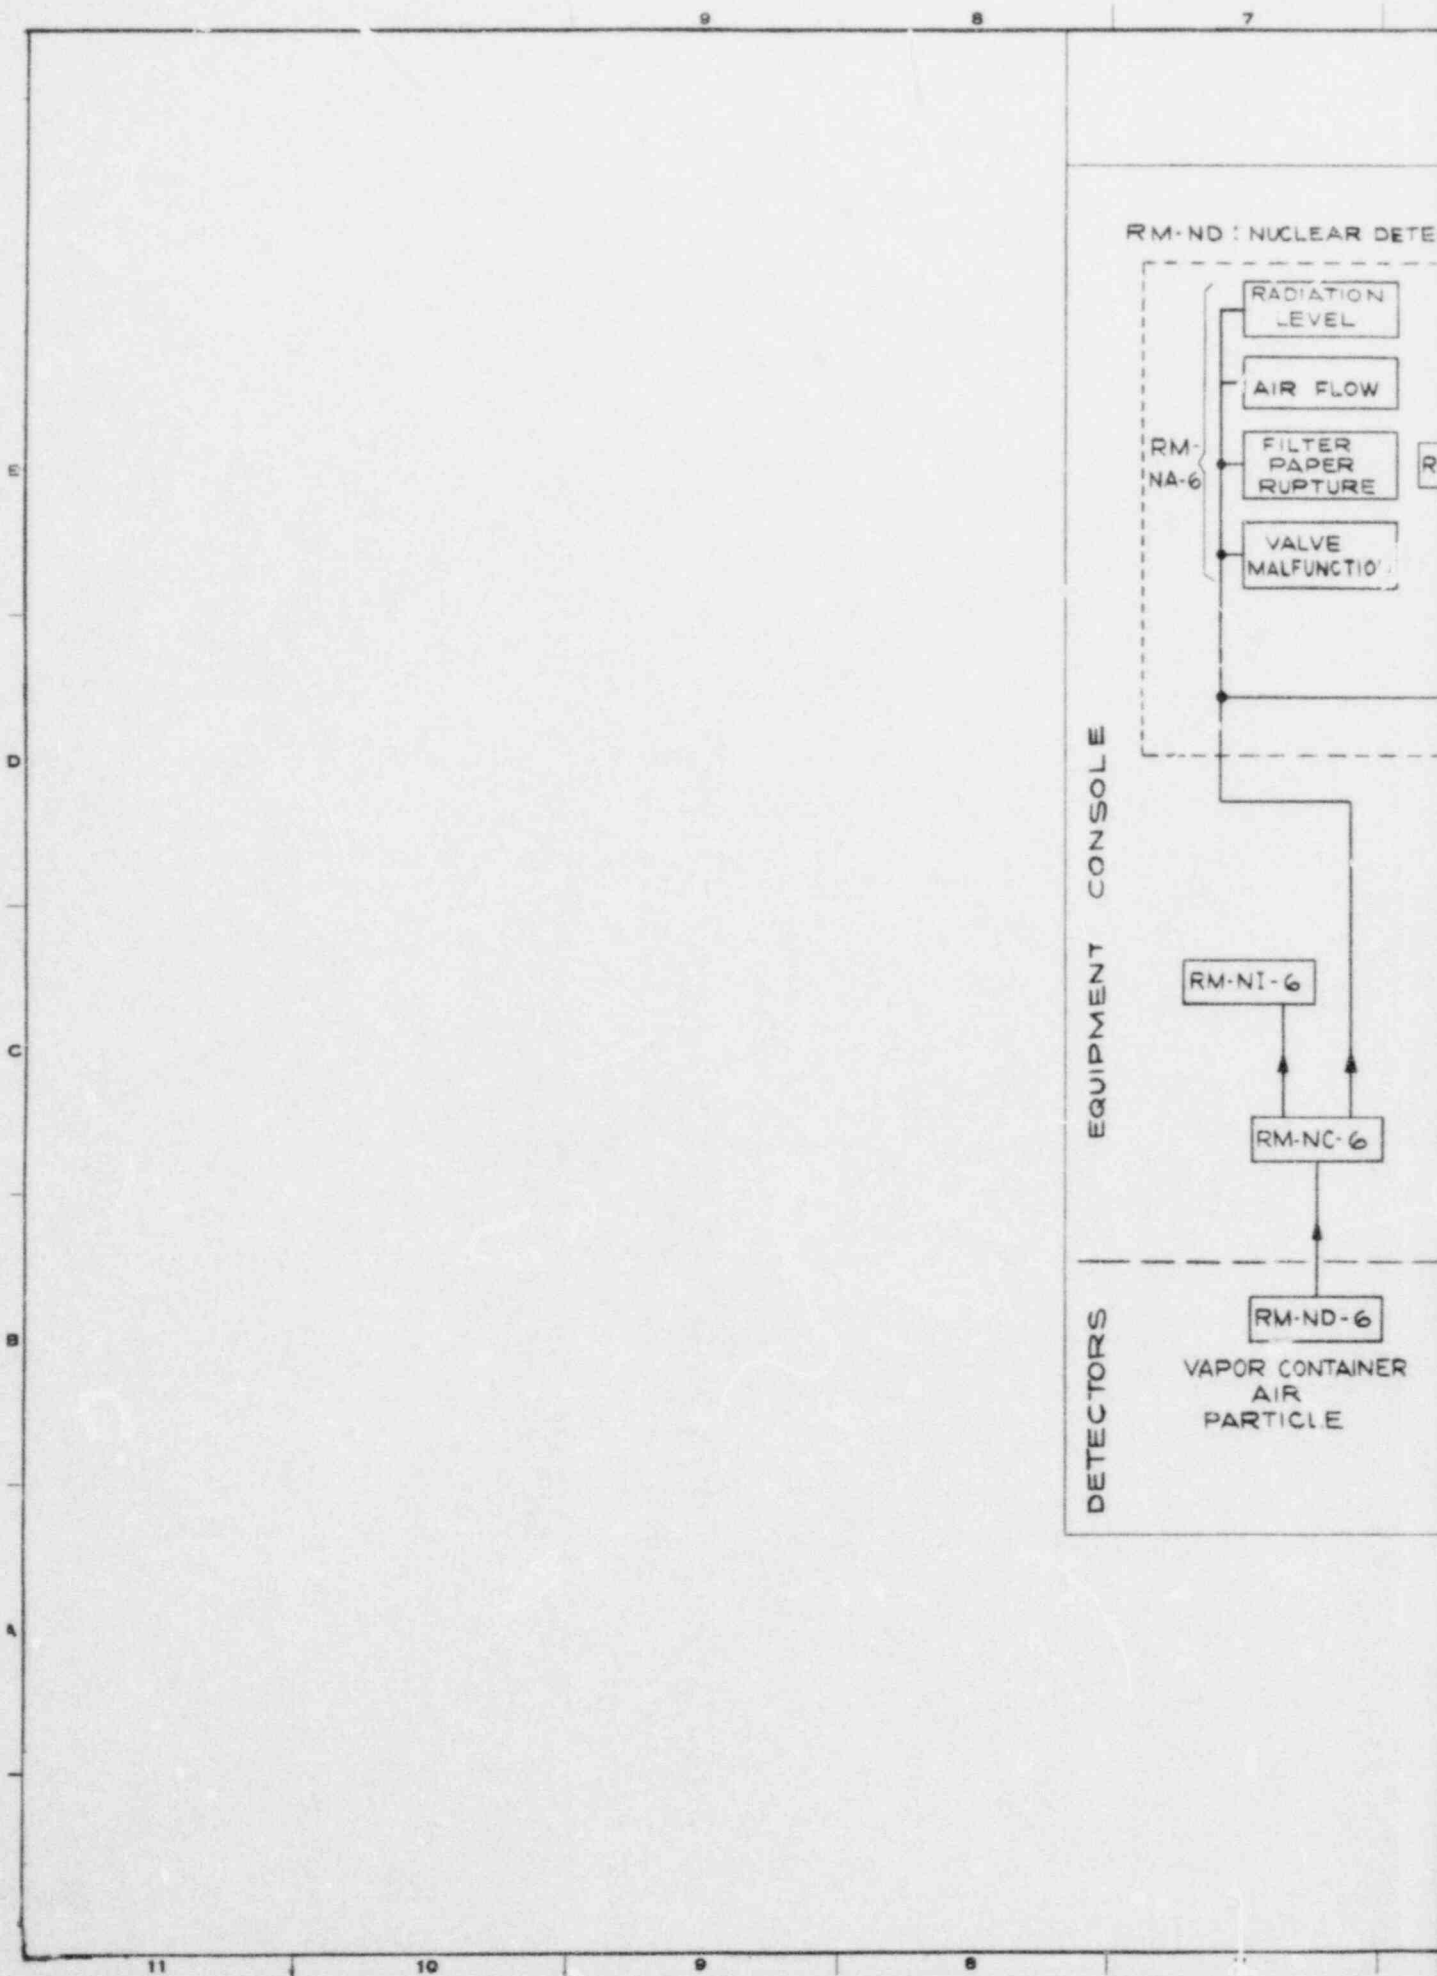 9 8 7
RM-ND : NUCLEAR DETE
RADIATION
LEVEL
AIR FLOW
RM-
NA-6
FILTER
PAPER
RUPTURE
R
VALVE
MALFUNCTIO
E
D
C
B
A
EQUIPMENT CONSOLE
RM-NI-6
RM-NC-6
DETECTORS
RM-ND-6
VAPOR CONTAINER
AIR
PARTICLE
11 10 9 8